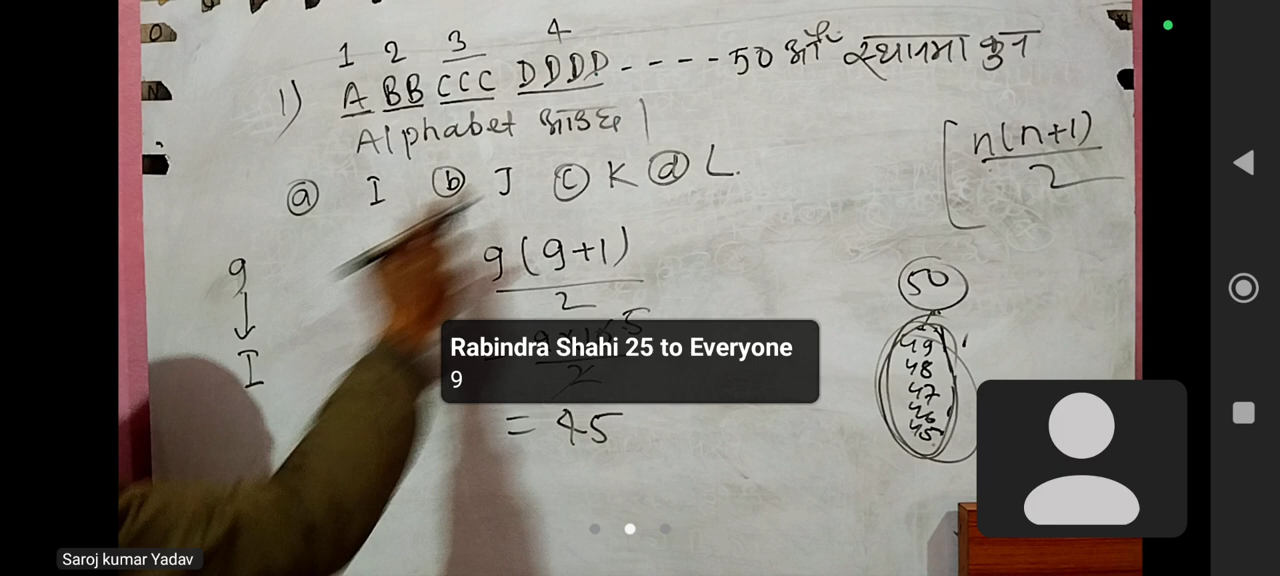 1 2 3 4
1) A BB CCC DDDD - - - - 50 औं स्थानमा कुन
Alphabet आउछ |
ⓐ I ⓑ J ⓒ K ⓓ L.
[ n(n+1)
2
9(9+1)
2
9
↓
I
= 45
50
49
48
47
46
45
Rabindra Shahi 25 to Everyone
9
Saroj kumar Yadav